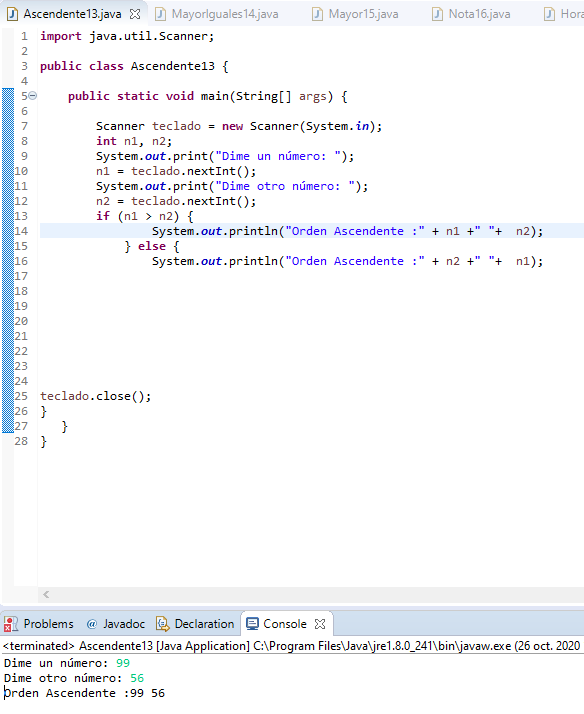 Ascendente13.java MayorIguales14.java Mayor15.java Nota16.java Hora
1 import java.util.Scanner;
2
3 public class Ascendente13 {
4
5 public static void main(String[] args) {
6
7 Scanner teclado = new Scanner(System.in);
8 int n1, n2;
9 System.out.print("Dime un número: ");
10 n1 = teclado.nextInt();
11 System.out.print("Dime otro número: ");
12 n2 = teclado.nextInt();
13 if (n1 > n2) {
14 System.out.println("Orden Ascendente :" + n1 +" "+  n2);
15 } else {
16 System.out.println("Orden Ascendente :" + n2 +" "+  n1);
17
18
19
20
21
22
23
24
25 teclado.close();
26 }
27 }
28 }
Problems @ Javadoc Declaration Console
<terminated> Ascendente13 [Java Application] C:\Program Files\Java\jre1.8.0_241\bin\javaw.exe (26 oct. 2020
Dime un número: 99
Dime otro número: 56
Orden Ascendente :99 56